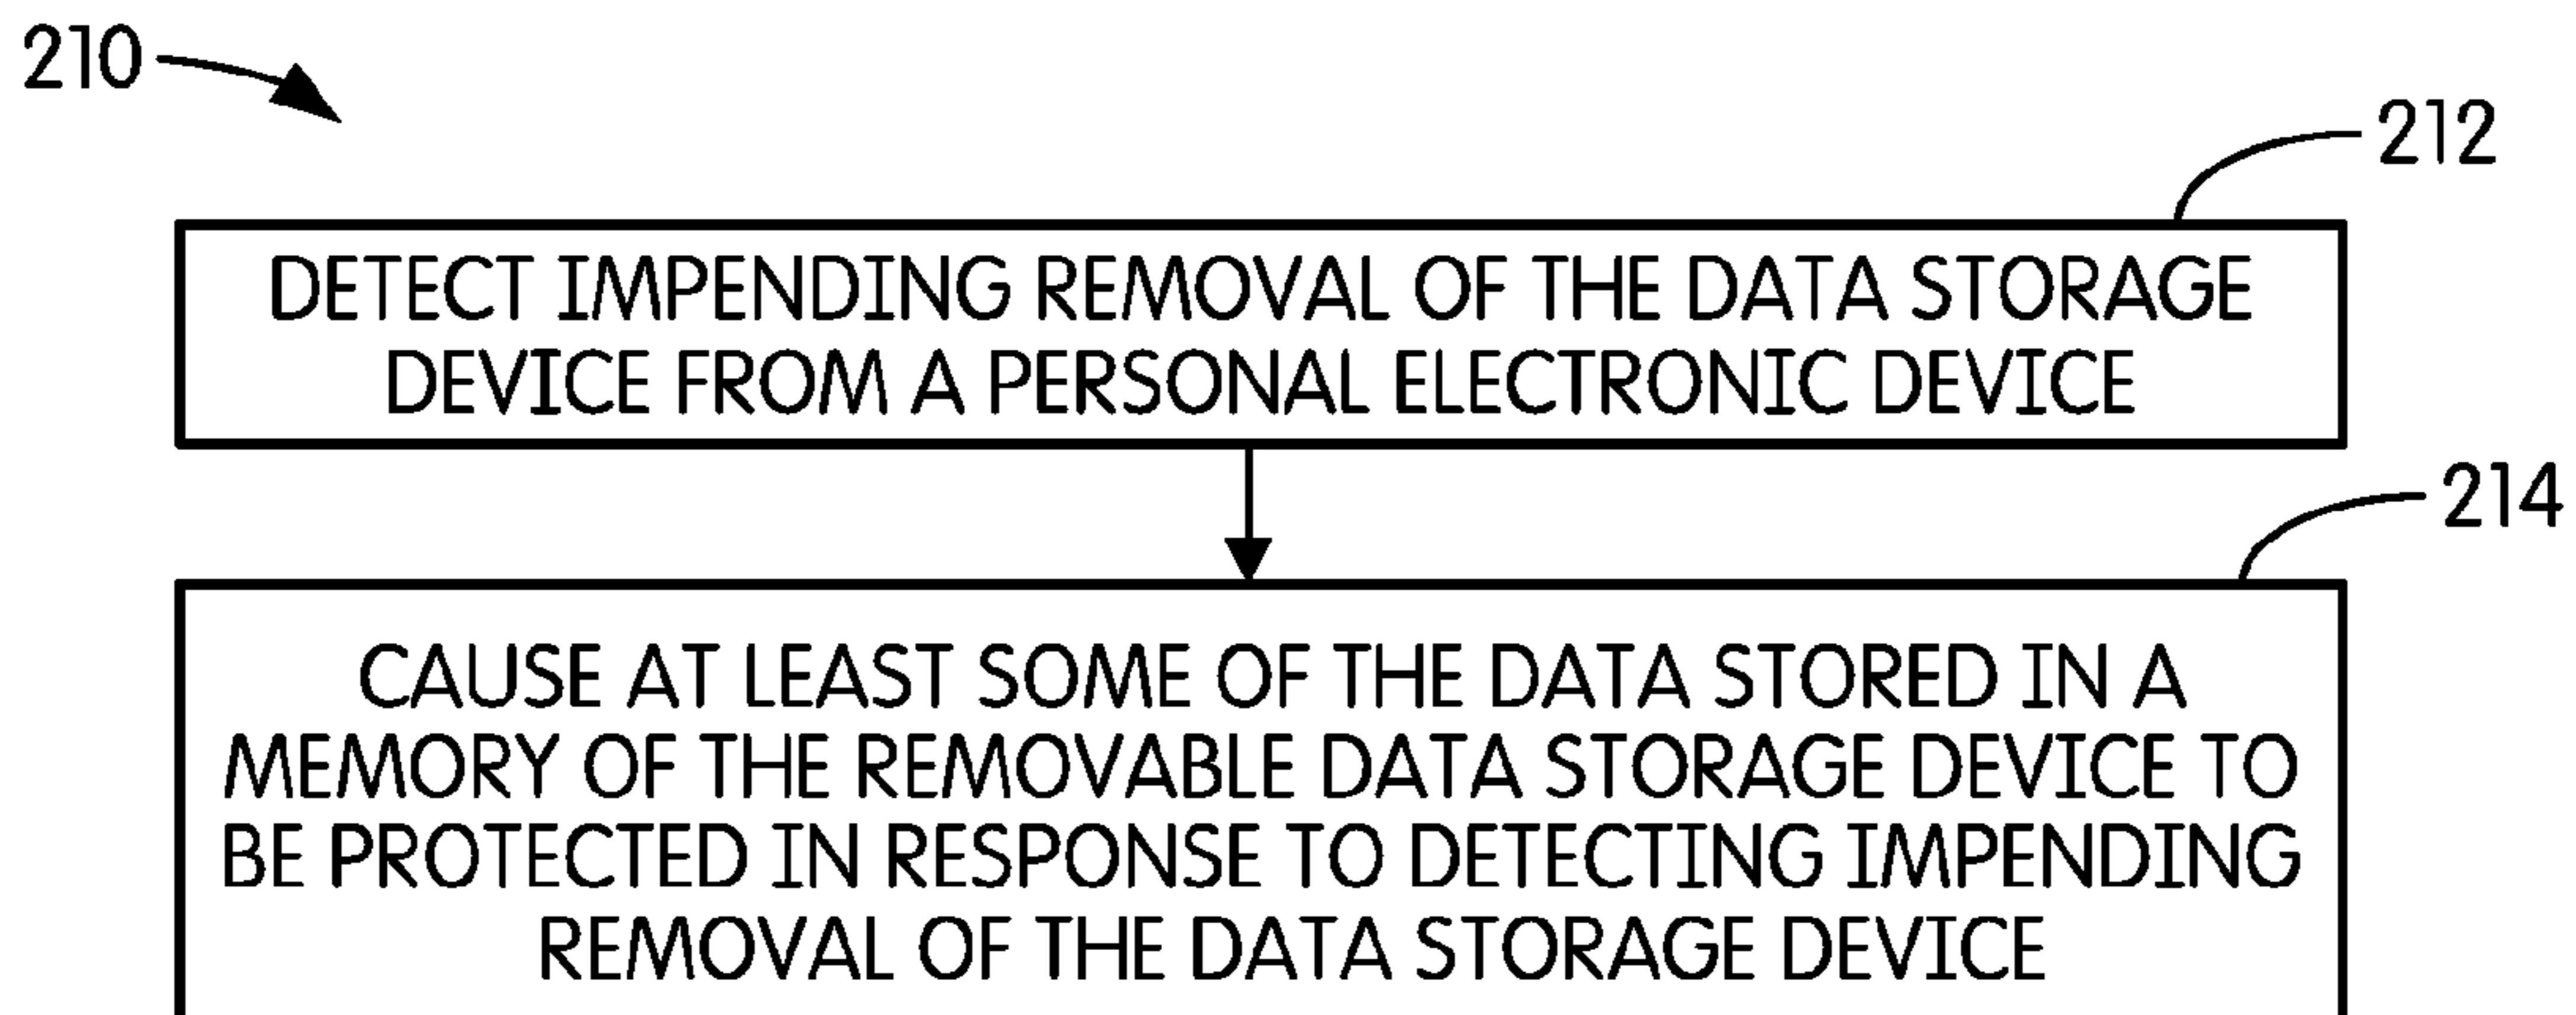 210
212
DETECT IMPENDING REMOVAL OF THE DATA STORAGE
DEVICE FROM A PERSONAL ELECTRONIC DEVICE
214
CAUSE AT LEAST SOME OF THE DATA STORED IN A
MEMORY OF THE REMOVABLE DATA STORAGE DEVICE TO
BE PROTECTED IN RESPONSE TO DETECTING IMPENDING
REMOVAL OF THE DATA STORAGE DEVICE